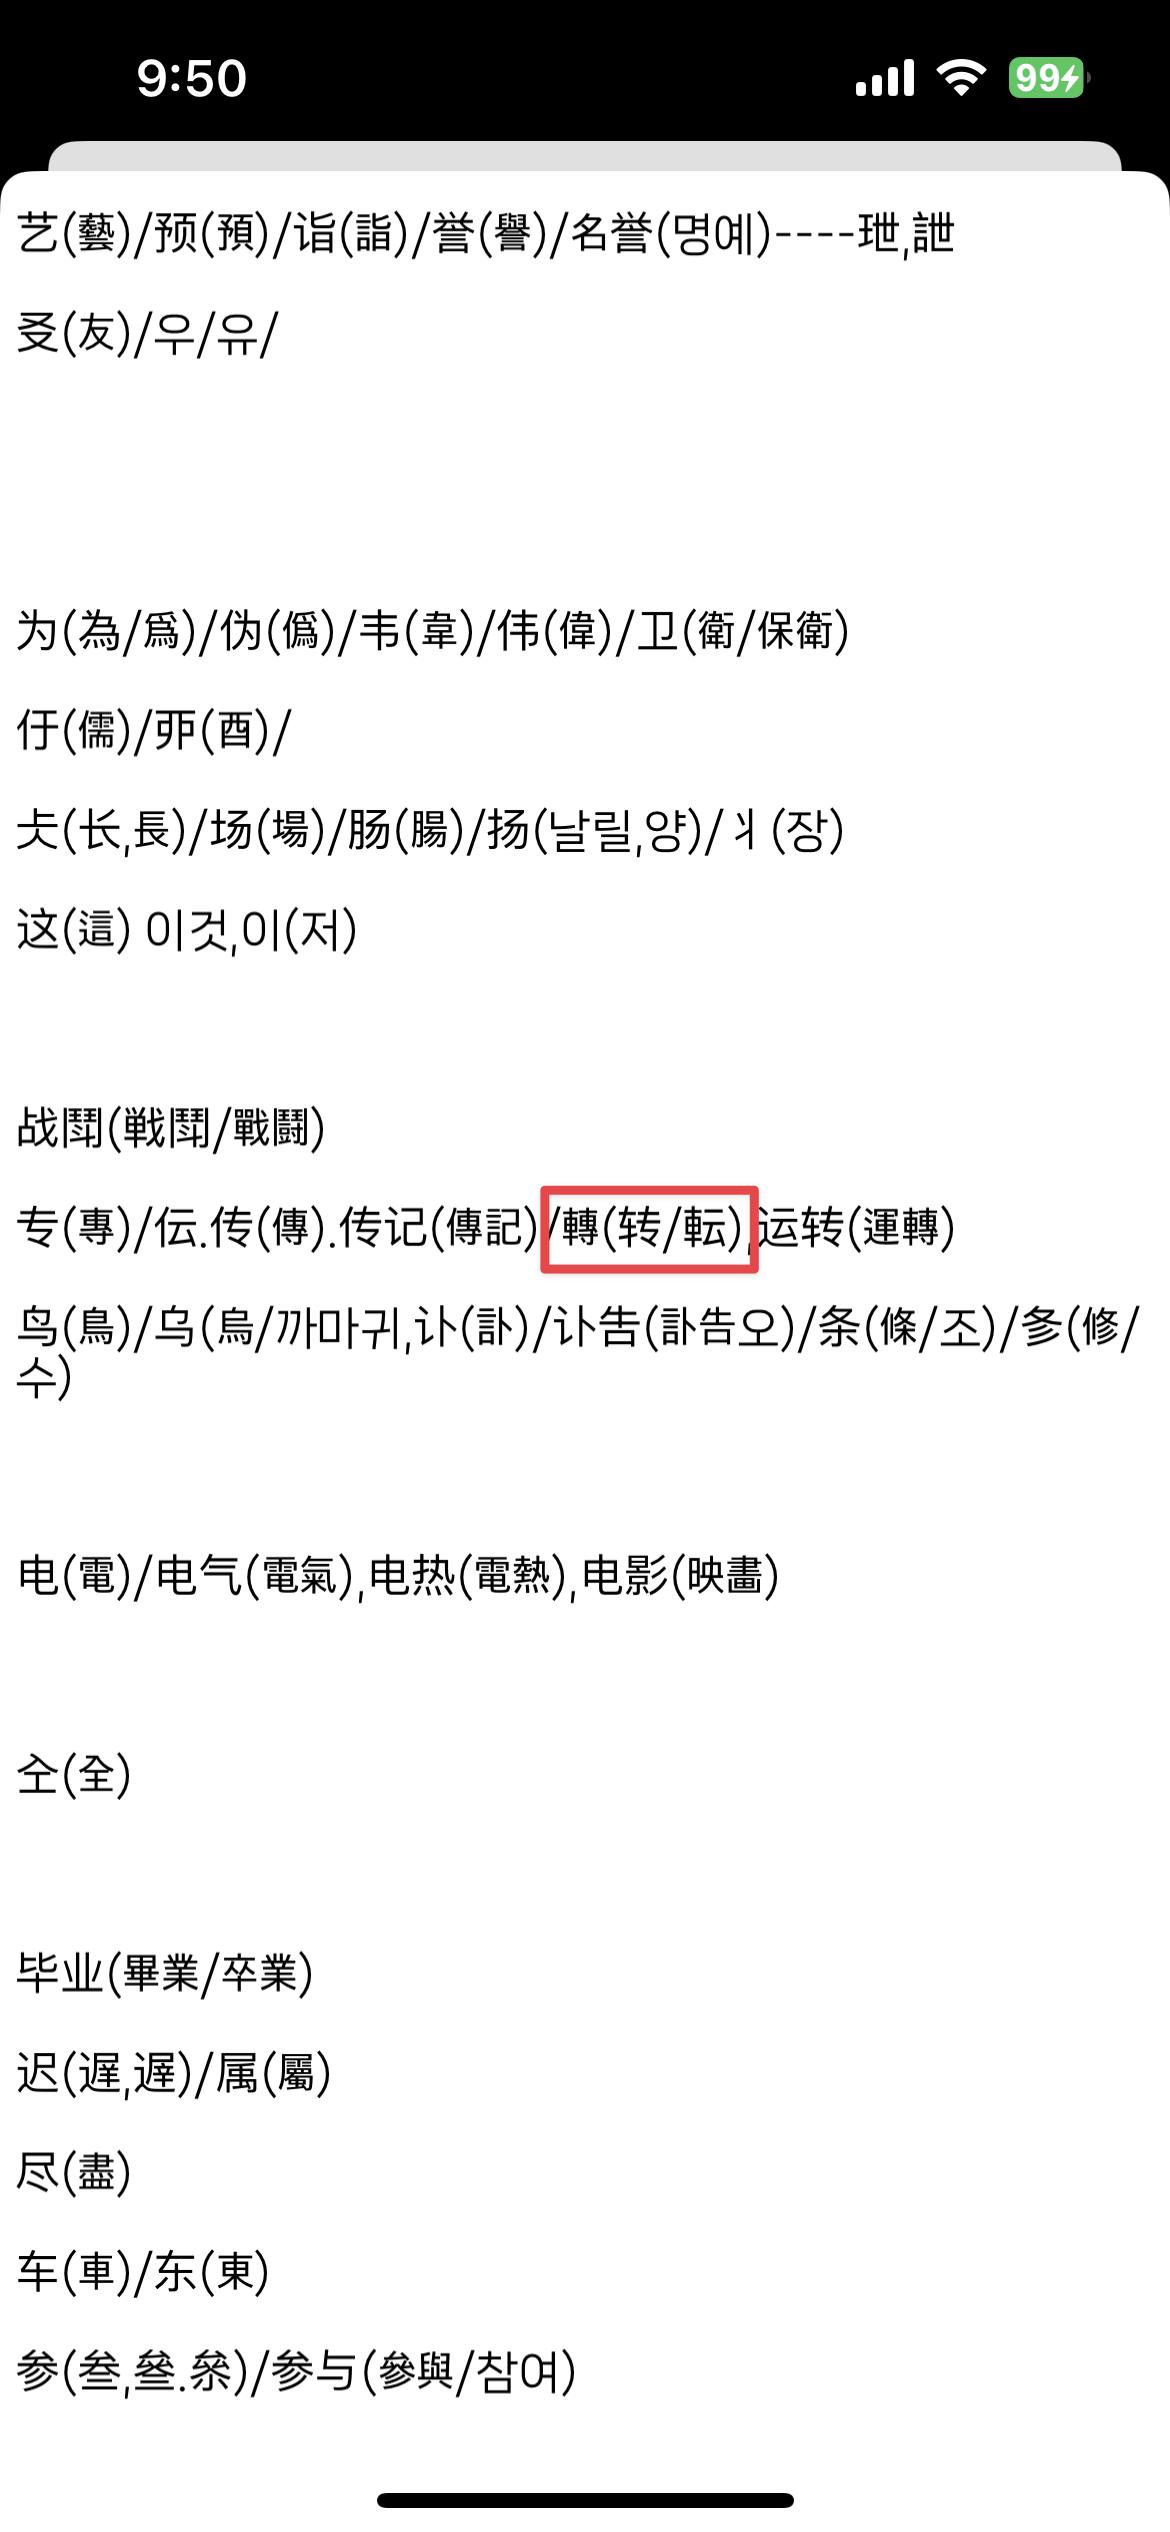 9:50
99
艺(藝)/预(預)/诣(詣)/誉(譽)/名誉(명예)----玴,詍
㕛(友)/우/유/
为(為/爲)/伪(僞)/韦(韋)/伟(偉)/卫(衛/保衛)
伃(儒)/丣(酉)/
仧(长,長)/场(場)/肠(腸)/扬(날릴,양)/丬(장)
这(這) 이것,이(저)
战鬪(戦鬪/戰鬪)
专(專)/伝.传(傳).传记(傳記)/轉(转/転),运转(運轉)
鸟(鳥)/乌(烏/까마귀,讣(訃)/讣告(訃告오)/条(條/조)/㣋(修/
수)
电(電)/电气(電氣),电热(電熱),电影(映畵)
仝(全)
毕业(畢業/卒業)
迟(遅,遲)/属(屬)
尽(盡)
车(車)/东(東)
参(叁,叄.㕘)/参与(參與/참여)